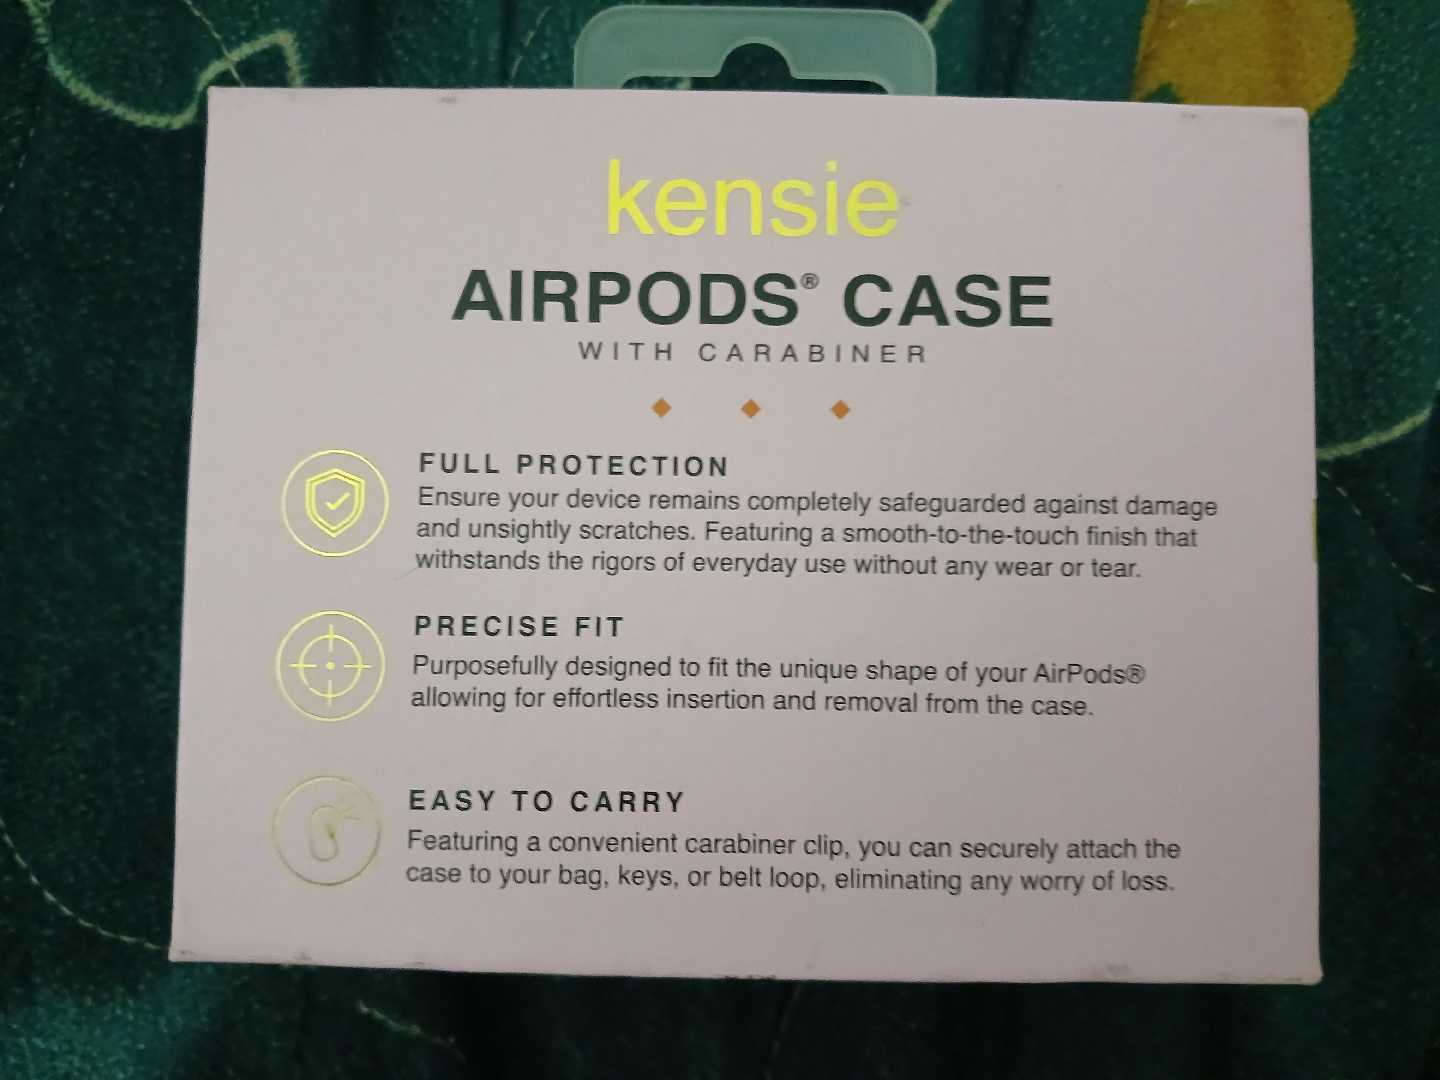 kensie
AIRPODS® CASE
WITH CARABINER
FULL PROTECTION
Ensure your device remains completely safeguarded against damage
and unsightly scratches. Featuring a smooth-to-the-touch finish that
withstands the rigors of everyday use without any wear or tear.
PRECISE FIT
Purposefully designed to fit the unique shape of your AirPods®
allowing for effortless insertion and removal from the case.
EASY TO CARRY
Featuring a convenient carabiner clip, you can securely attach the
case to your bag, keys, or belt loop, eliminating any worry of loss.